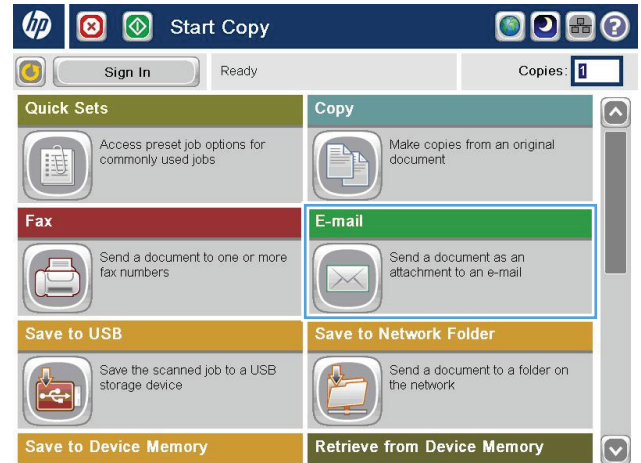 hp Start Copy
Sign In Ready Copies: 1
Quick Sets
Access preset job options for
commonly used jobs
Copy
Make copies from an original
document
Fax
Send a document to one or more
fax numbers
E-mail
Send a document as an
attachment to an e-mail
Save to USB
Save the scanned job to a USB
storage device
Save to Network Folder
Send a document to a folder on
the network
Save to Device Memory
Retrieve from Device Memory